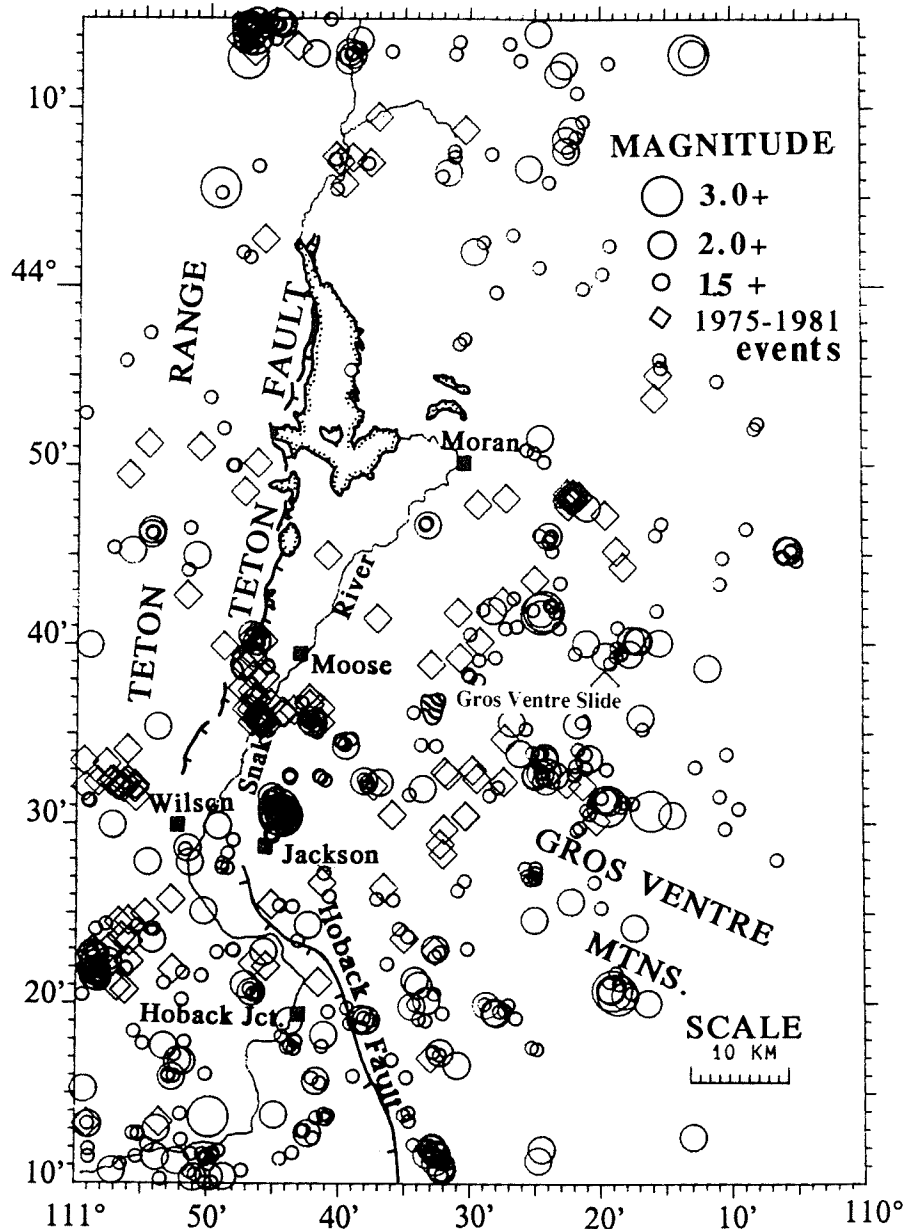 10'
MAGNITUDE
3.0+
2.0+
1.5 +
1975-1981
events
44°
RANGE
FAULT
Moran
50'
TETON
River
TETON
40'
Moose
Gros Ventre Slide
Snake
30'
Wilson
Jackson
GROS VENTRE
MTNS.
Hoback Fault
20'
Hoback Jct.
SCALE
10 KM
10'
111° 50' 40' 30' 20' 10' 110°